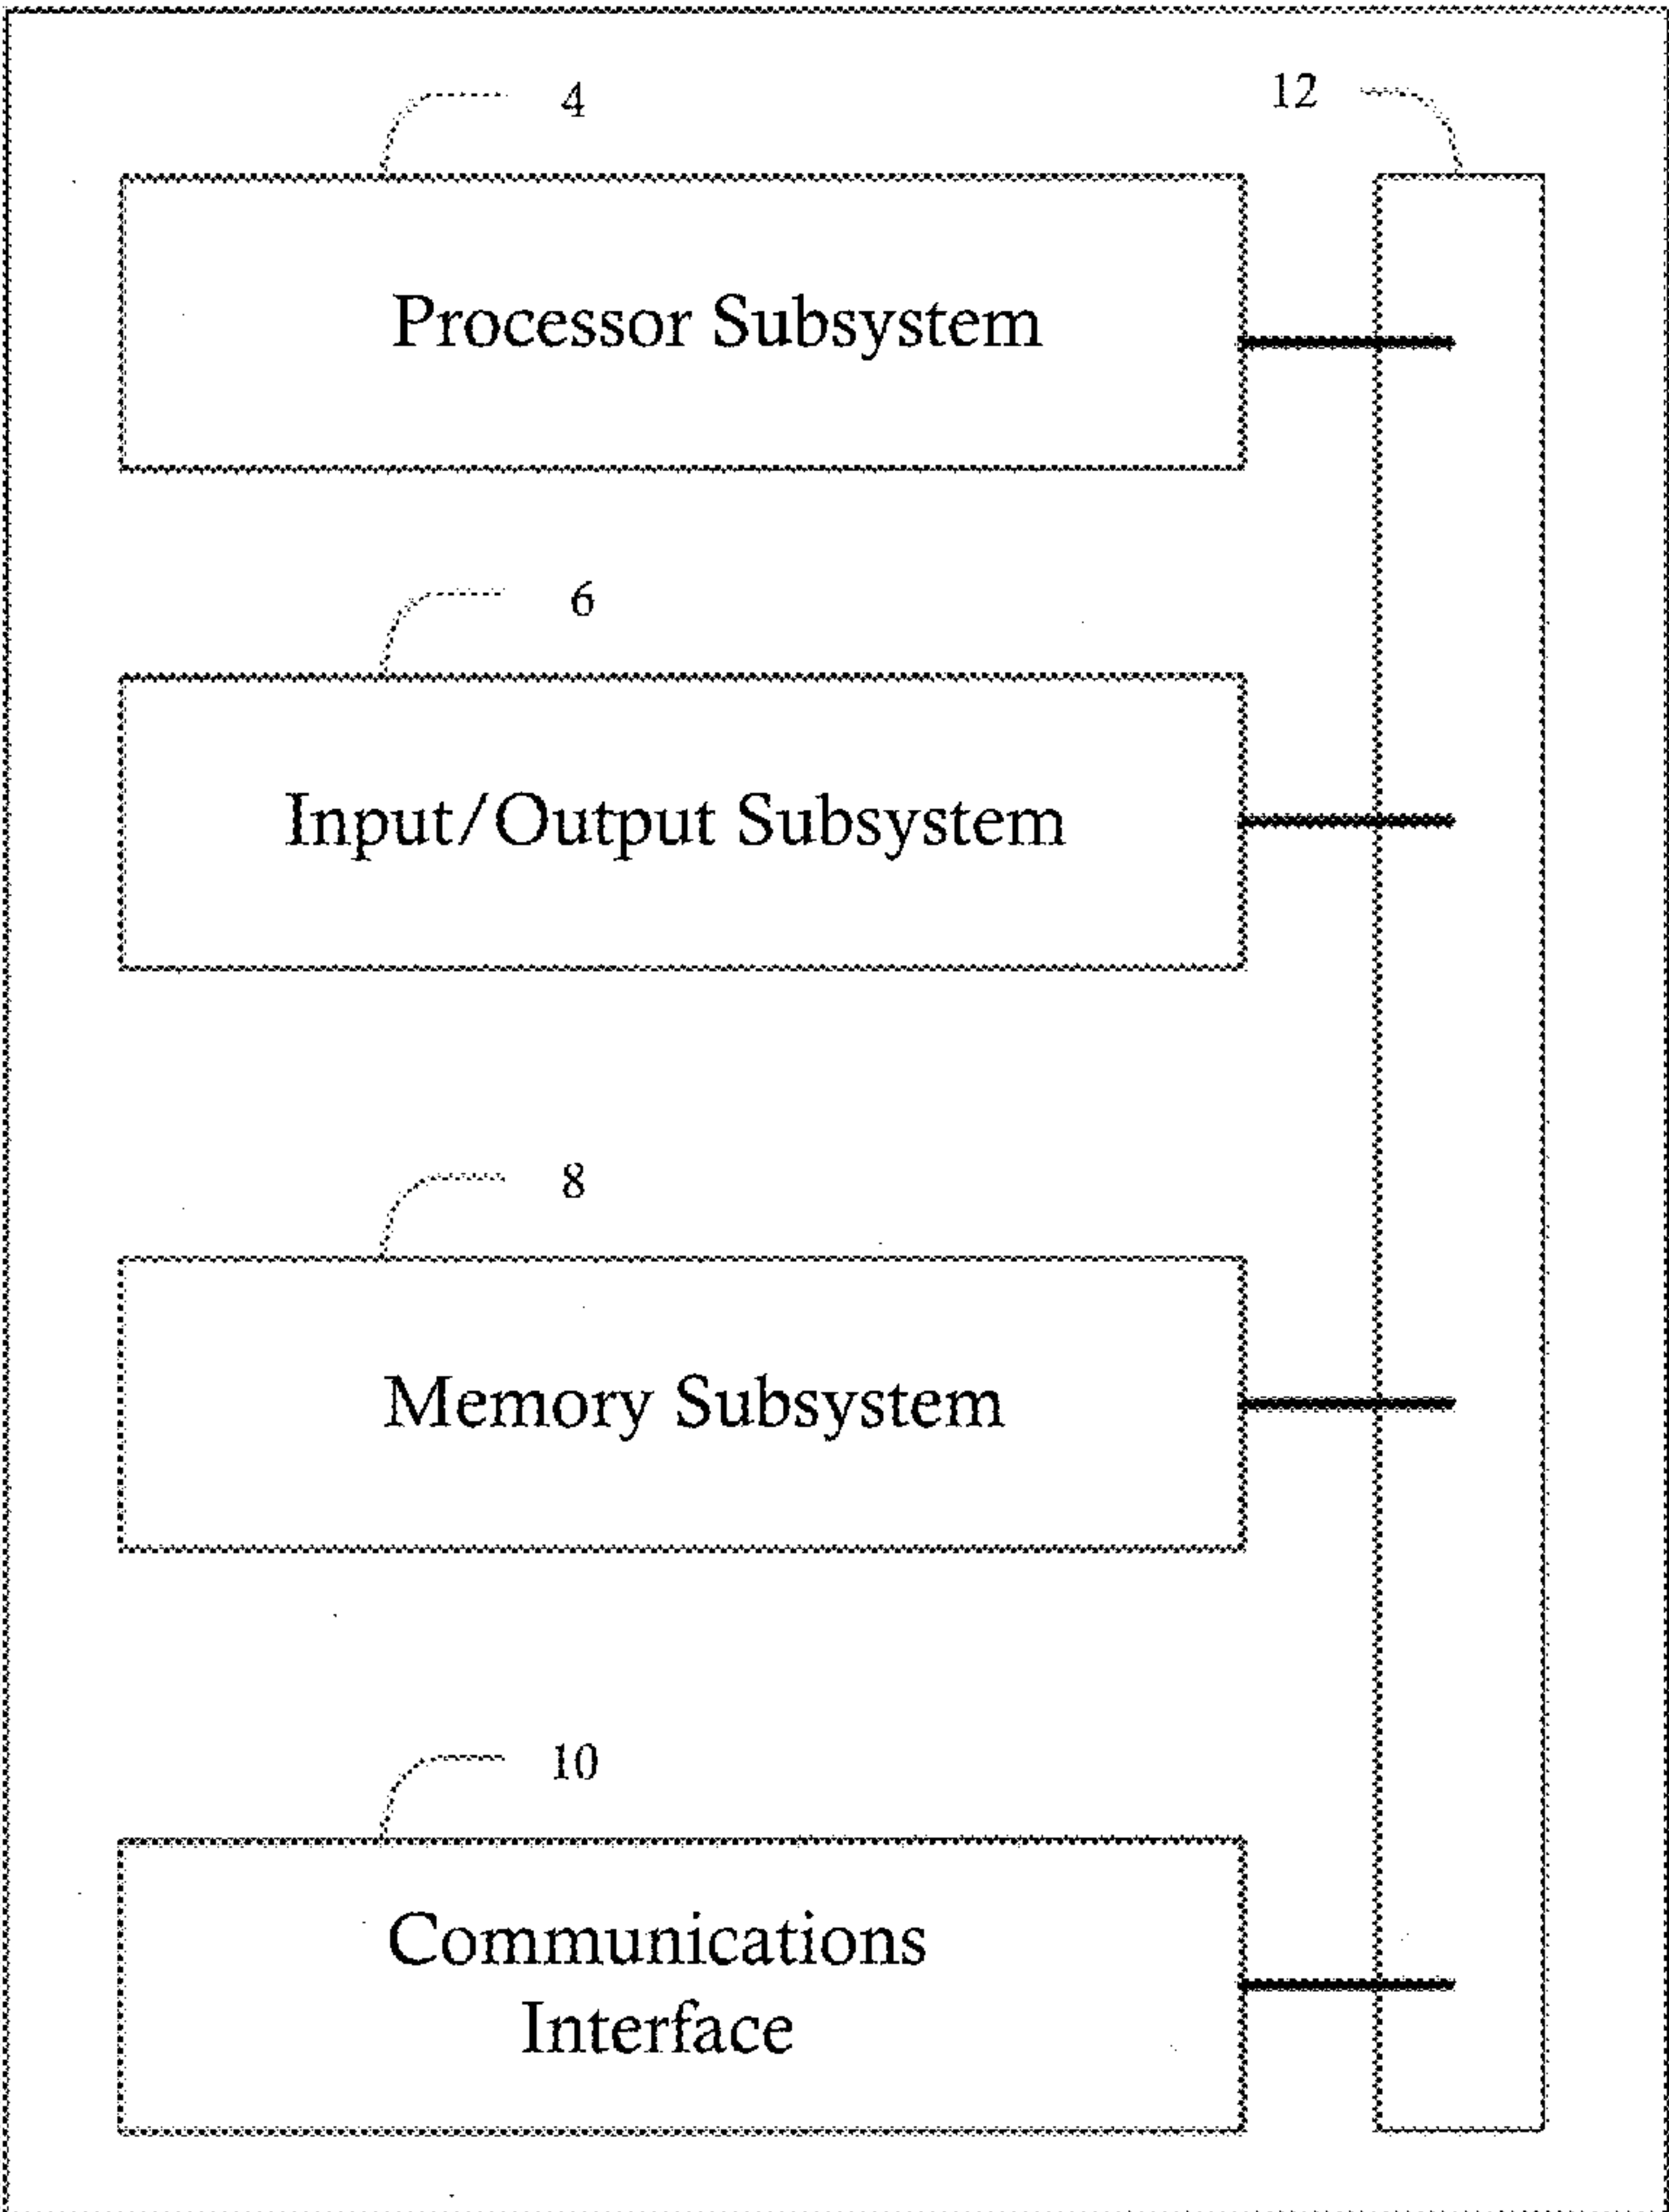 4
12
Processor Subsystem
6
Input/Output Subsystem
8
Memory Subsystem
10
Communications
Interface